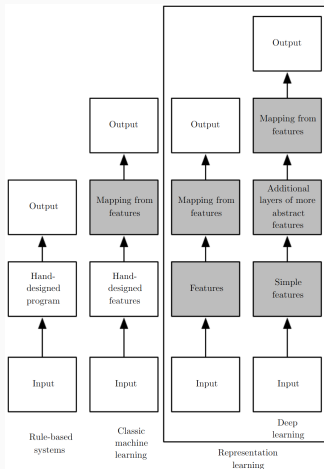 Output
Output
Output
Mapping from
features
Output
Mapping from
features
Mapping from
features
Additional
layers of more
abstract
features
Hand-
designed
program
Hand-
designed
features
Features
Simple
features
Input
Input
Input
Input
Rule-based
systems
Classic
machine
learning
Deep
learning
Representation
learning